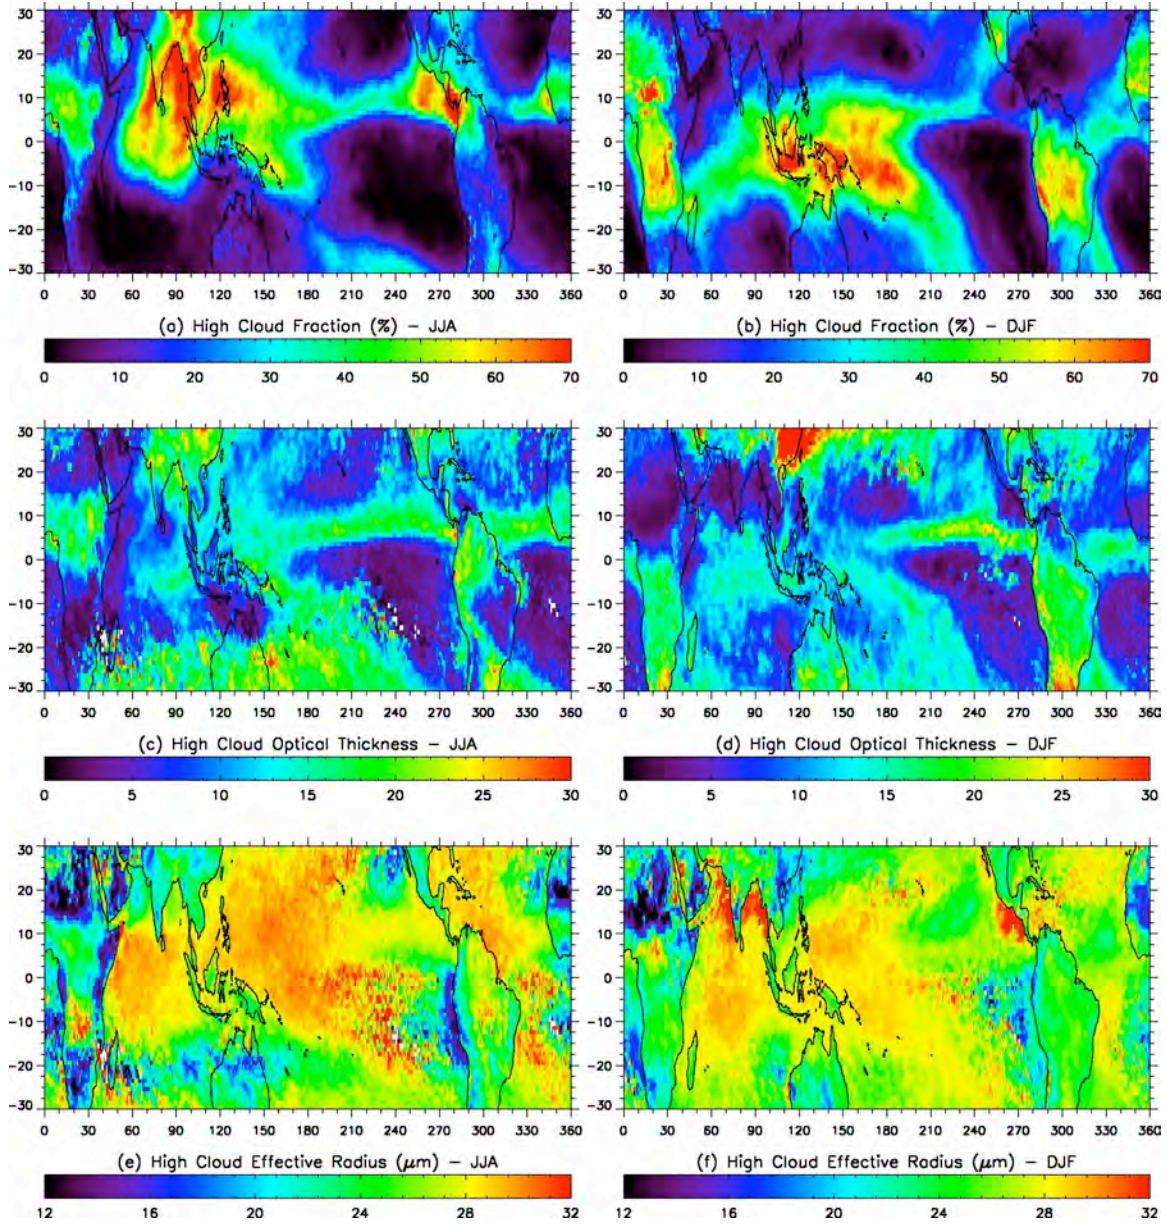 30 30
20 20
10 10
0 0
−10 −10
−20 −20
−30 −30
0 30 60 90 120 150 180 210 240 270 300 330 360 0 30 60 90 120 150 180 210 240 270 300 330 360
(a) High Cloud Fraction (%) − JJA (b) High Cloud Fraction (%) − DJF
0 10 20 30 40 50 60 70 0 10 20 30 40 50 60 70
30 30
20 20
10 10
0 0
−10 −10
−20 −20
−30 −30
0 30 60 90 120 150 180 210 240 270 300 330 360 0 30 60 90 120 150 180 210 240 270 300 330 360
(c) High Cloud Optical Thickness − JJA (d) High Cloud Optical Thickness − DJF
0 5 10 15 20 25 30 0 5 10 15 20 25 30
30 30
20 20
10 10
0 0
−10 −10
−20 −20
−30 −30
0 30 60 90 120 150 180 210 240 270 300 330 360 0 30 60 90 120 150 180 210 240 270 300 330 360
(e) High Cloud Effective Radius (μm) − JJA (f) High Cloud Effective Radius (μm) − DJF
12 16 20 24 28 32 12 16 20 24 28 32